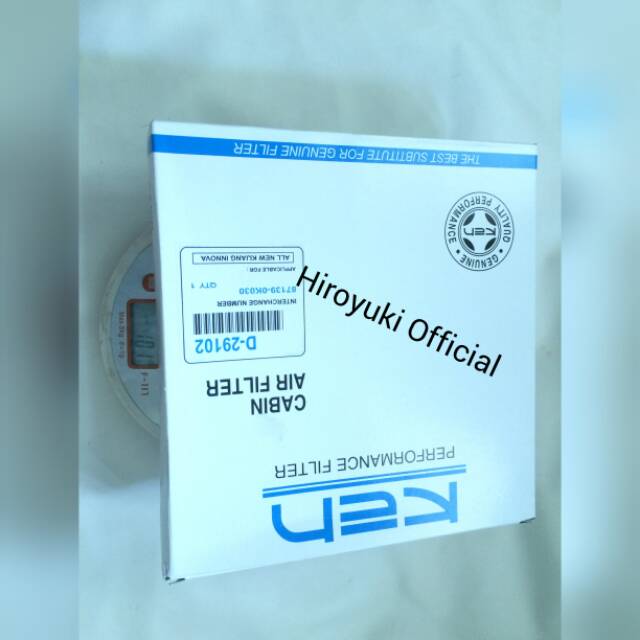 Ken
PERFORMANCE FILTER
CABIN
AIR FILTER
D-29102
INTERCHANGE NUMBER
87139-0K030
QTY 1
APPLICABLE FOR :
ALL NEW KIJANG INNOVA
QUALITY PERFORMANCE
Ken
GENUINE
THE BEST SUBTITUTE FOR GENUINE FILTER
Hiroyuki Official